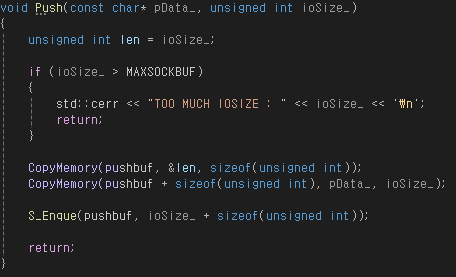 void Push(const char* pData_, unsigned int ioSize_)
{
unsigned int len = ioSize_;
if (ioSize_ > MAXSOCKBUF)
{
std::cerr << "TOO MUCH IOSIZE : " << ioSize_ << '₩n';
return;
}
CopyMemory(pushbuf, &len, sizeof(unsigned int));
CopyMemory(pushbuf + sizeof(unsigned int), pData_, ioSize_);
S_Enque(pushbuf, ioSize_ + sizeof(unsigned int));
return;
}